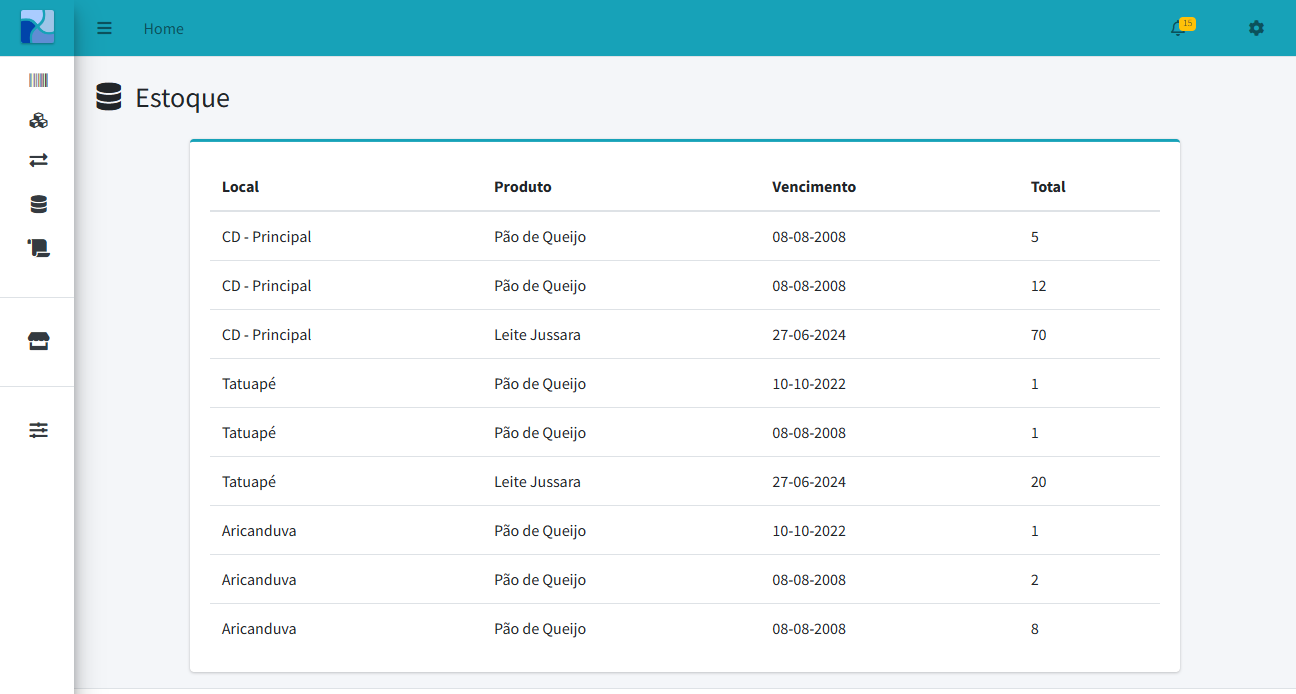 Home
15
Estoque
Local Produto Vencimento Total
CD - Principal Pão de Queijo 08-08-2008 5
CD - Principal Pão de Queijo 08-08-2008 12
CD - Principal Leite Jussara 27-06-2024 70
Tatuapé Pão de Queijo 10-10-2022 1
Tatuapé Pão de Queijo 08-08-2008 1
Tatuapé Leite Jussara 27-06-2024 20
Aricanduva Pão de Queijo 10-10-2022 1
Aricanduva Pão de Queijo 08-08-2008 2
Aricanduva Pão de Queijo 08-08-2008 8